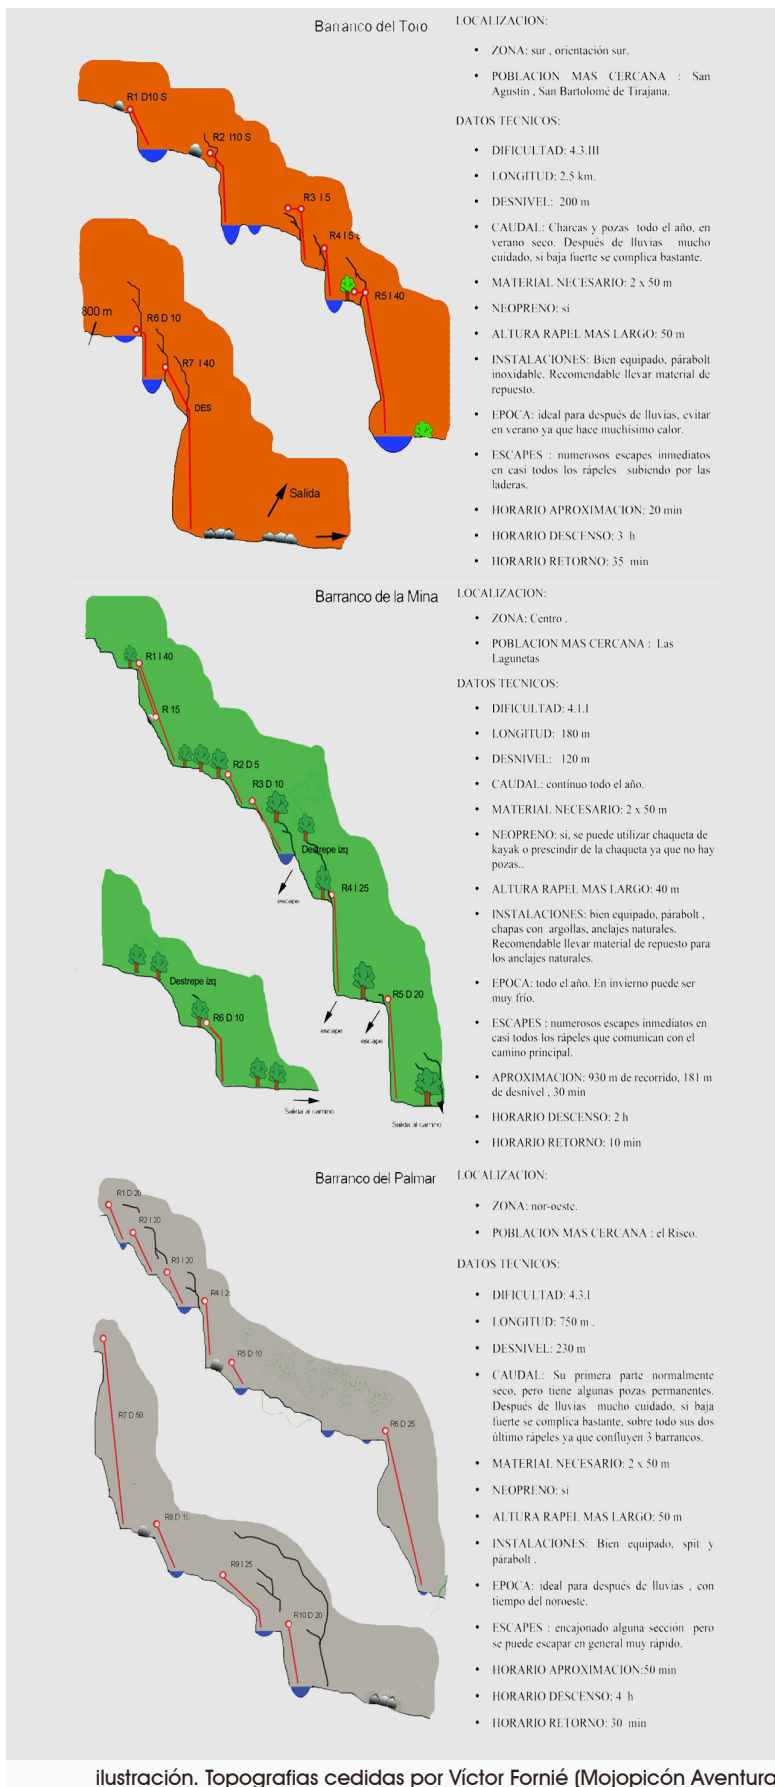 Barranco del Toro
R1 D10 S
R2 I10 S
R3 I 5
R4 I 5
R5 I 40
800 m
R6 D 10
R7 I 40
DES
Salida
LOCALIZACION:
• ZONA: sur , orientación sur.
• POBLACION MAS CERCANA : San
Agustín , San Bartolomé de Tirajana.
DATOS TECNICOS:
• DIFICULTAD: 4.3.III
• LONGITUD: 2.5 km.
• DESNIVEL: 200 m
• CAUDAL: Charcas y pozas todo el año, en
verano seco. Después de lluvias mucho
cuidado, si baja fuerte se complica bastante.
• MATERIAL NECESARIO: 2 x 50 m
• NEOPRENO: si
• ALTURA RAPEL MAS LARGO: 50 m
• INSTALACIONES: Bien equipado, párabolt
inoxidable. Recomendable llevar material de
repuesto.
• EPOCA: ideal para después de lluvias, evitar
en verano ya que hace muchísimo calor.
• ESCAPES : numerosos escapes inmediatos
en casi todos los rápeles subiendo por las
laderas.
• HORARIO APROXIMACION: 20 min
• HORARIO DESCENSO: 3 h
• HORARIO RETORNO: 35 min
Barranco de la Mina
R1 I 40
R 15
R2 D 5
R3 D 10
Destrepe izq
escape
R4 I 25
R5 D 20
escape
escape
Destrepe izq
R6 D 10
Salida al camino
Salida al camino
LOCALIZACION:
• ZONA: Centro .
• POBLACION MAS CERCANA : Las
Lagunetas
DATOS TECNICOS:
• DIFICULTAD: 4.1.I
• LONGITUD: 180 m
• DESNIVEL: 120 m
• CAUDAL: contínuo todo el año.
• MATERIAL NECESARIO: 2 x 50 m
• NEOPRENO: si, se puede utilizar chaqueta de
kayak o prescindir de la chaqueta ya que no hay
pozas..
• ALTURA RAPEL MAS LARGO: 40 m
• INSTALACIONES: bien equipado, párabolt ,
chapas con argollas, anclajes naturales.
Recomendable llevar material de repuesto para
los anclajes naturales.
• EPOCA: todo el año. En invierno puede ser
muy frío.
• ESCAPES : numerosos escapes inmediatos en
casi todos los rápeles que comunican con el
camino principal.
• APROXIMACION: 930 m de recorrido, 181 m
de desnivel , 30 min
• HORARIO DESCENSO: 2 h
• HORARIO RETORNO: 10 min
Barranco del Palmar
R1 D 20
R2 I 20
R3 I 20
R4 I 2
R5 D 10
R6 D 25
R7 D 50
R8 D 15
R9 I 25
R10 D 20
LOCALIZACION:
• ZONA: nor-oeste.
• POBLACION MAS CERCANA : el Risco.
DATOS TECNICOS:
• DIFICULTAD: 4.3.I
• LONGITUD: 750 m .
• DESNIVEL: 230 m
• CAUDAL: Su primera parte normalmente
seco, pero tiene algunas pozas permanentes.
Después de lluvias mucho cuidado, si baja
fuerte se complica bastante, sobre todo sus dos
último rápeles ya que confluyen 3 barrancos.
• MATERIAL NECESARIO: 2 x 50 m
• NEOPRENO: si
• ALTURA RAPEL MAS LARGO: 50 m
• INSTALACIONES: Bien equipado, spit y
párabolt .
• EPOCA: ideal para después de lluvias , con
tiempo del noroeste.
• ESCAPES : encajonado alguna sección pero
se puede escapar en general muy rápido.
• HORARIO APROXIMACION:50 min
• HORARIO DESCENSO: 4 h
• HORARIO RETORNO: 30 min
ilustración. Topografias cedidas por Víctor Fornié (Mojopicón Aventura